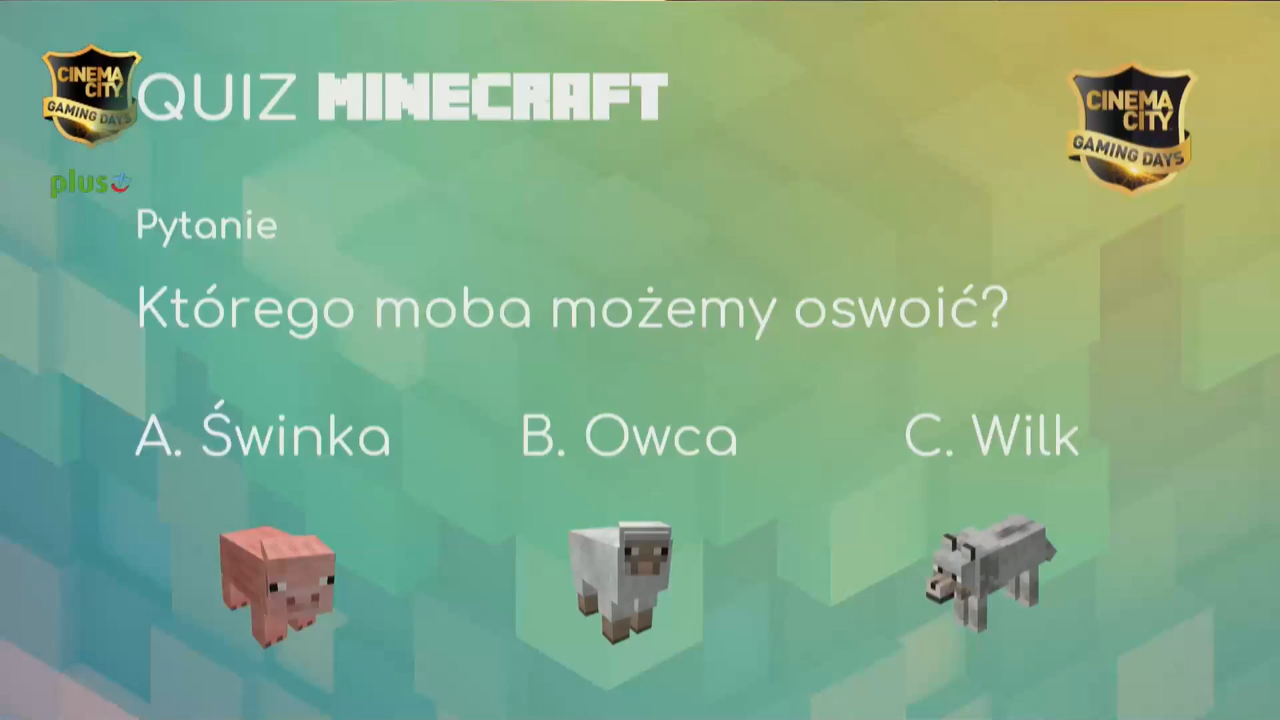 CINEMA
CITY
GAMING DAYS
QUIZ MINECRAFT
CINEMA
CITY
GAMING DAYS
plus
Pytanie
Którego moba możemy oswoić?
A. Świnka
B. Owca
C. Wilk